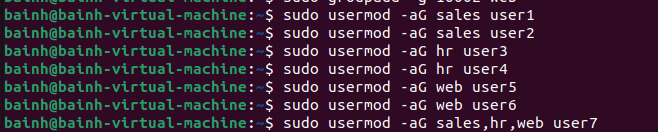 bainh@bainh-virtual-machine:~$ sudo usermod -aG sales user1
bainh@bainh-virtual-machine:~$ sudo usermod -aG sales user2
bainh@bainh-virtual-machine:~$ sudo usermod -aG hr user3
bainh@bainh-virtual-machine:~$ sudo usermod -aG hr user4
bainh@bainh-virtual-machine:~$ sudo usermod -aG web user5
bainh@bainh-virtual-machine:~$ sudo usermod -aG web user6
bainh@bainh-virtual-machine:~$ sudo usermod -aG sales,hr,web user7